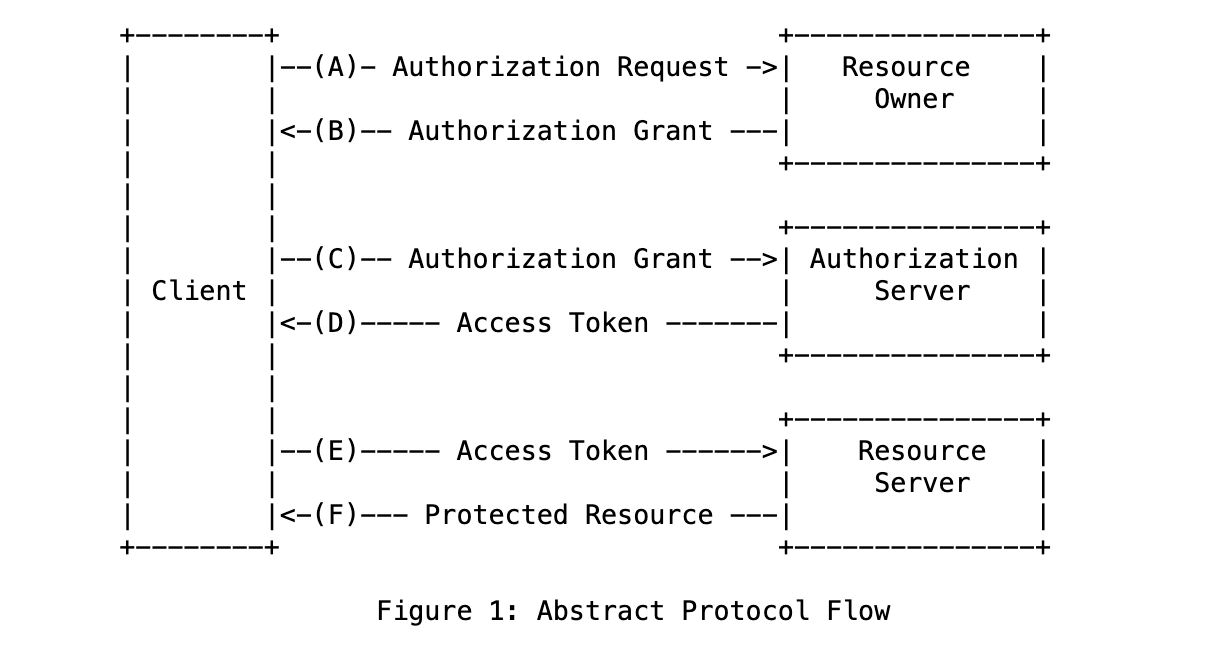 +--------+                               +---------------+
|        |--(A)- Authorization Request ->|   Resource    |
|        |                               |     Owner     |
|        |<-(B)-- Authorization Grant ---|               |
|        |                               +---------------+
|        |
|        |                               +---------------+
|        |--(C)-- Authorization Grant -->| Authorization |
| Client |                               |     Server    |
|        |<-(D)----- Access Token -------|               |
|        |                               +---------------+
|        |
|        |                               +---------------+
|        |--(E)----- Access Token ------>|    Resource   |
|        |                               |     Server    |
|        |<-(F)--- Protected Resource ---|               |
+--------+                               +---------------+
Figure 1: Abstract Protocol Flow